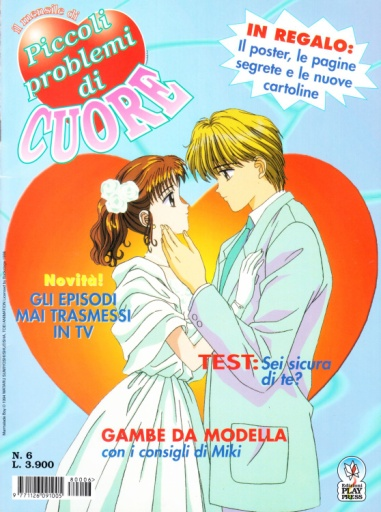 il mensile di
Piccoli
problemi
di
CUORE
IN REGALO:
Il poster, le pagine
segrete e le nuove
cartoline
Novità!
GLI EPISODI
MAI TRASMESSI
IN TV
TEST: Sei sicura
di te?
GAMBE DA MODELLA
con i consigli di Miki
N. 6
L. 3.900
80006
9 771126 091005
Edizioni
PLAY
PRESS